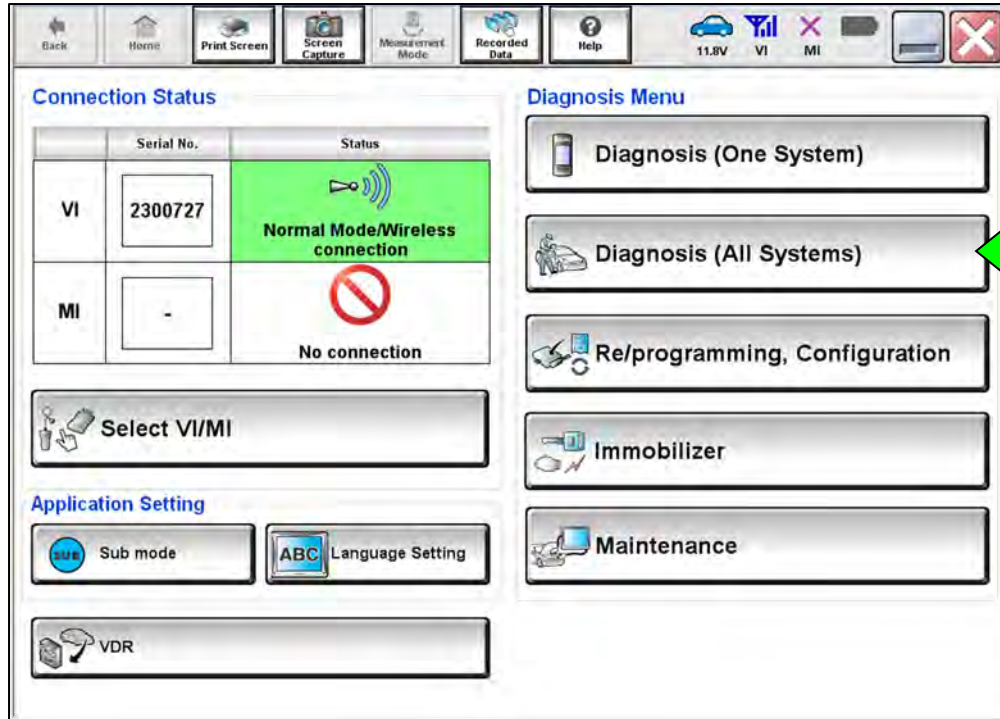 Back
Home
Print Screen
Screen
Capture
Measurement
Mode
Recorded
Data
Help
11.8V
VI
MI
Connection Status
Serial No.
Status
VI
2300727
Normal Mode/Wireless
connection
MI
-
No connection
Select VI/MI
Application Setting
SUB
Sub mode
ABC
Language Setting
VDR
Diagnosis Menu
Diagnosis (One System)
Diagnosis (All Systems)
Re/programming, Configuration
Immobilizer
Maintenance